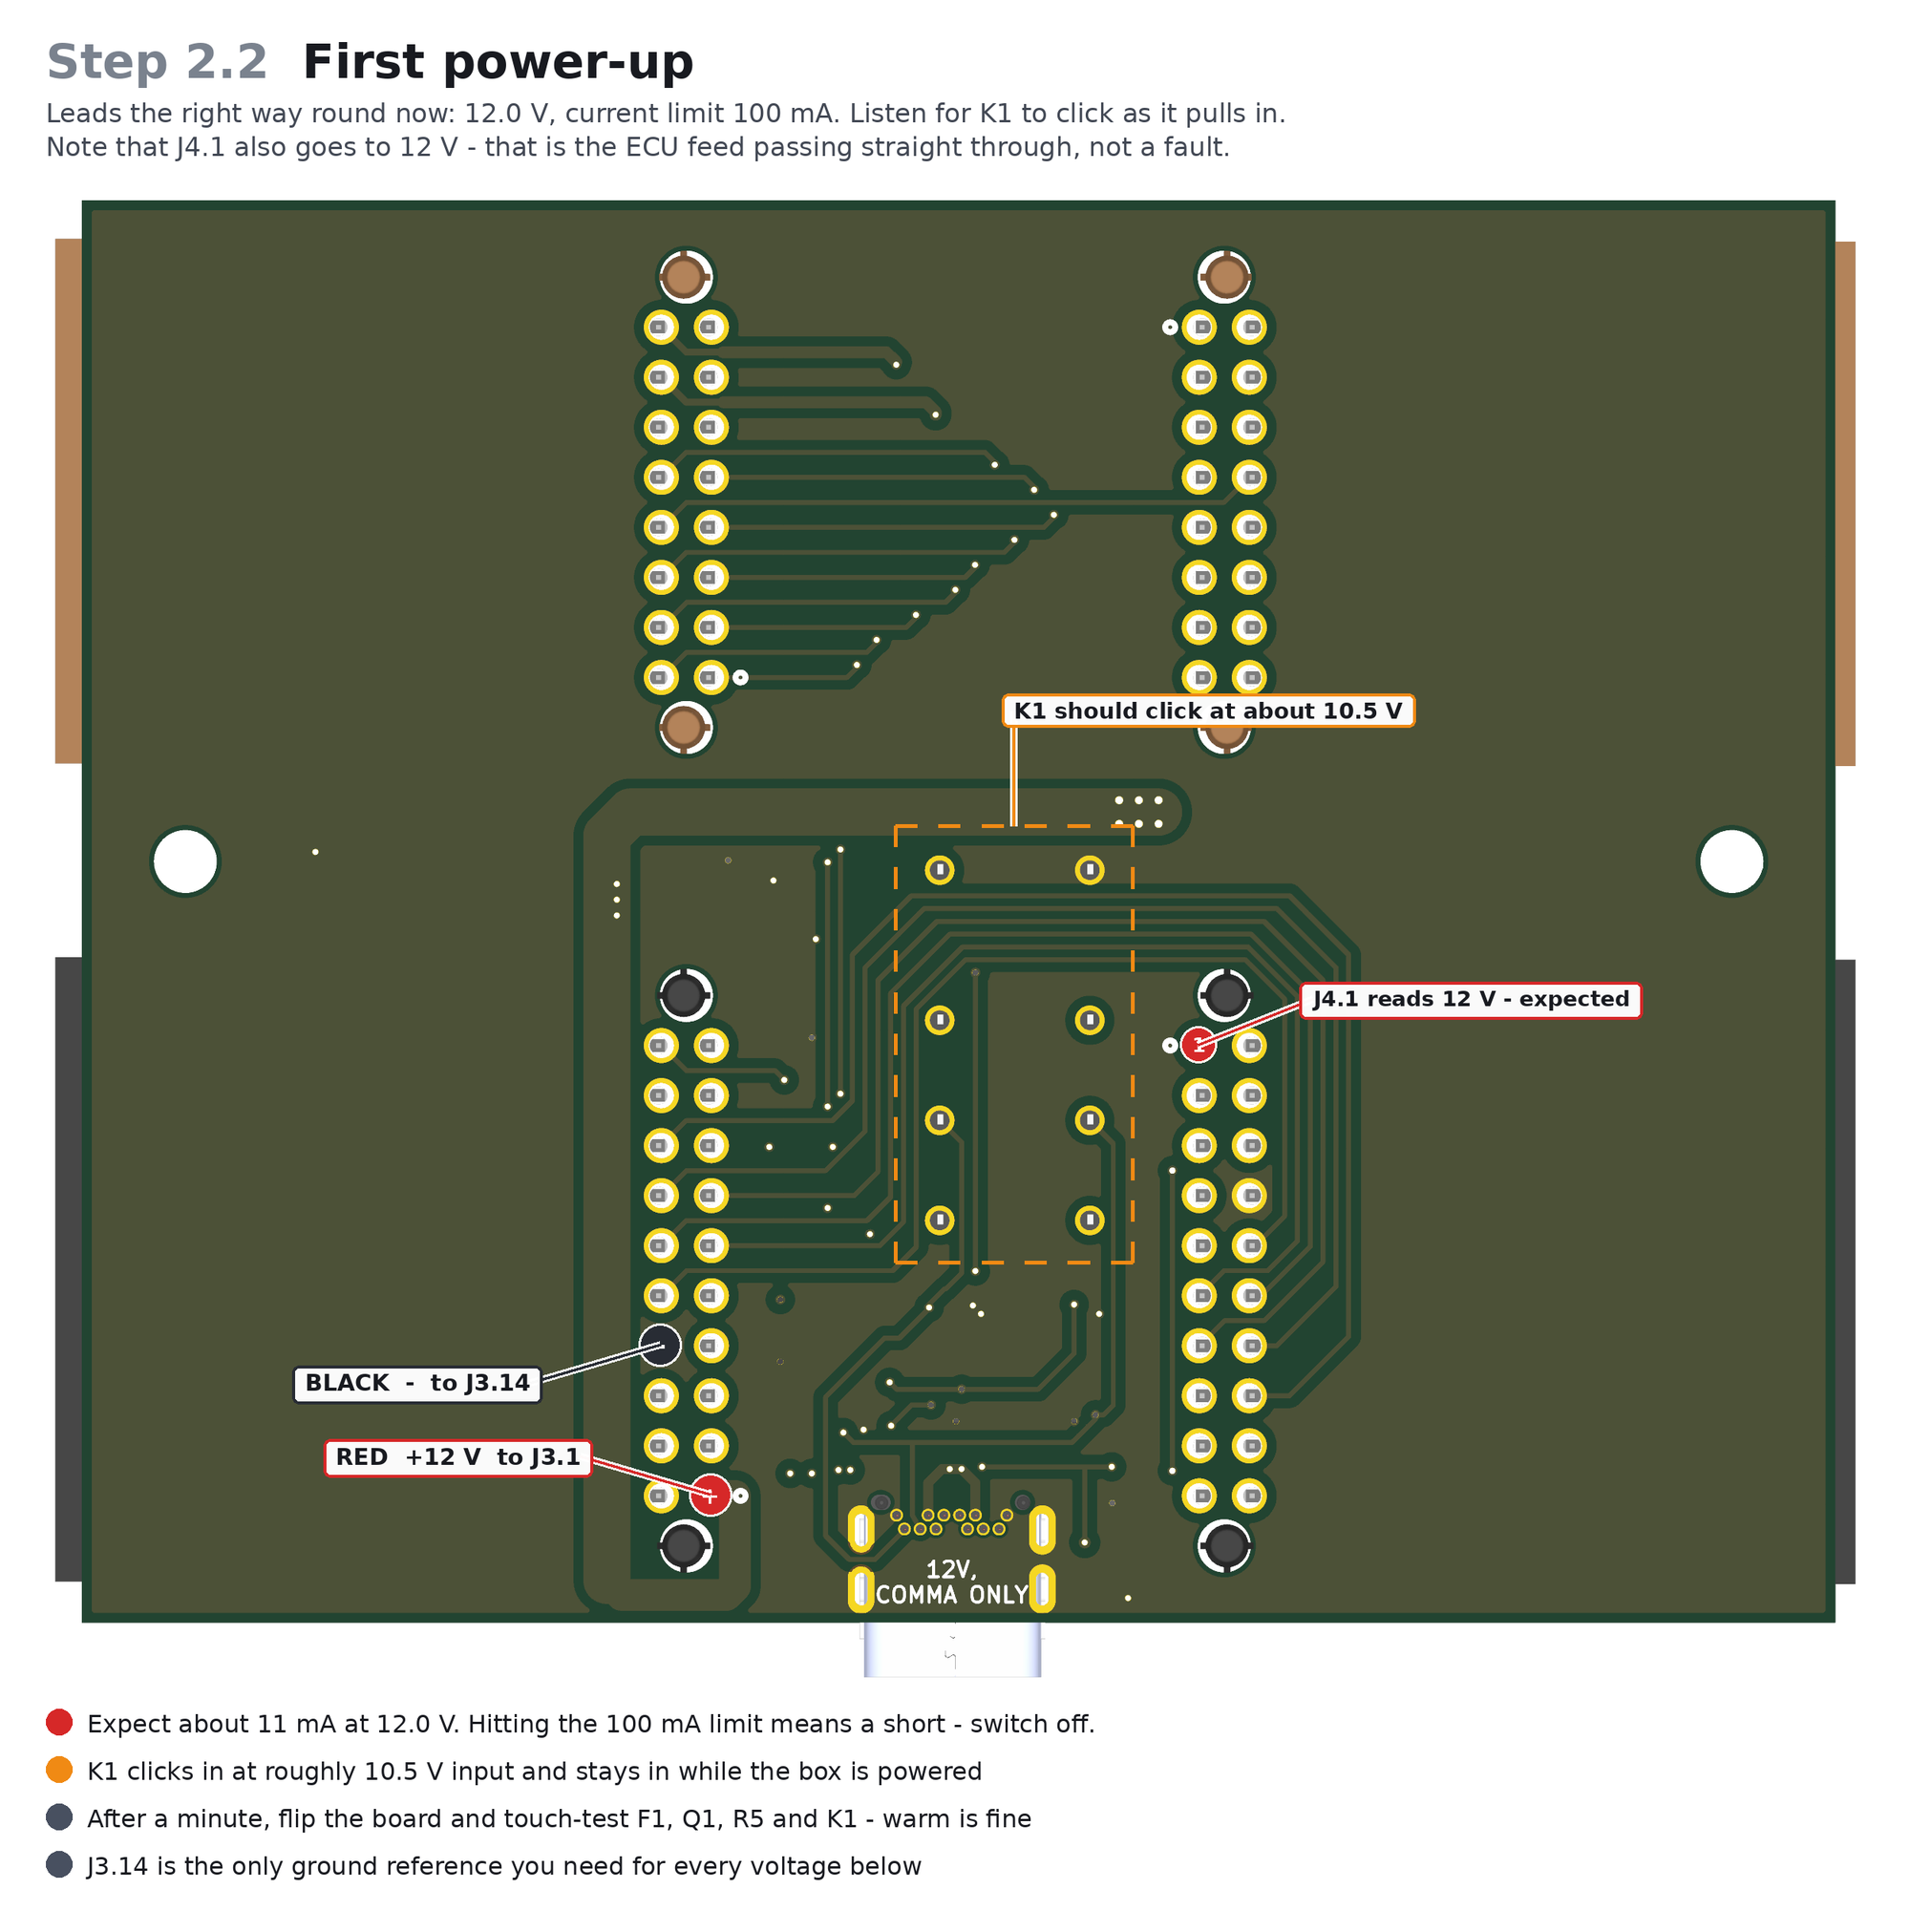 Step 2.2 First power-up
Leads the right way round now: 12.0 V, current limit 100 mA. Listen for K1 to click as it pulls in.
Note that J4.1 also goes to 12 V - that is the ECU feed passing straight through, not a fault.
K1 should click at about 10.5 V
J4.1 reads 12 V - expected
1
BLACK - to J3.14
RED +12 V to J3.1
12V,
COMMA ONLY
Expect about 11 mA at 12.0 V. Hitting the 100 mA limit means a short - switch off.
K1 clicks in at roughly 10.5 V input and stays in while the box is powered
After a minute, flip the board and touch-test F1, Q1, R5 and K1 - warm is fine
J3.14 is the only ground reference you need for every voltage below